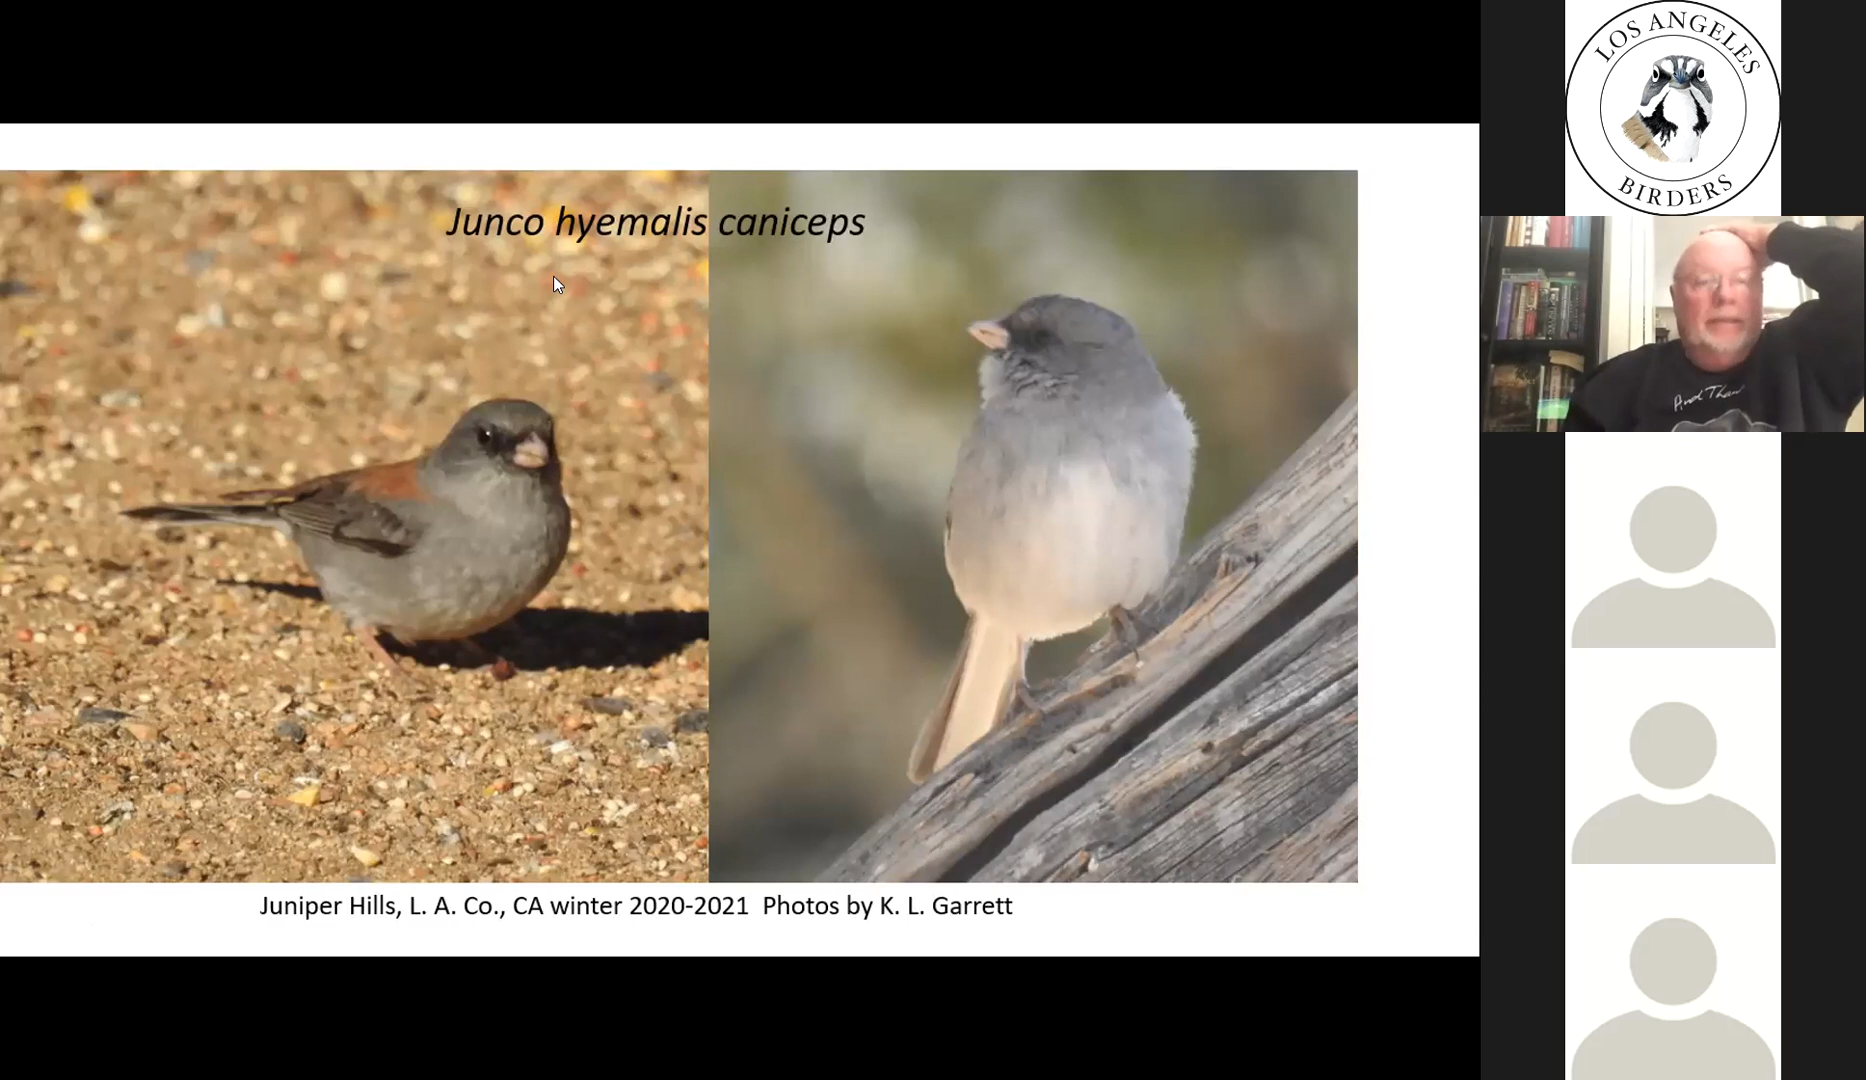 Junco hyemalis caniceps
Juniper Hills, L. A. Co., CA winter 2020-2021 Photos by K. L. Garrett
LOS ANGELES
BIRDERS